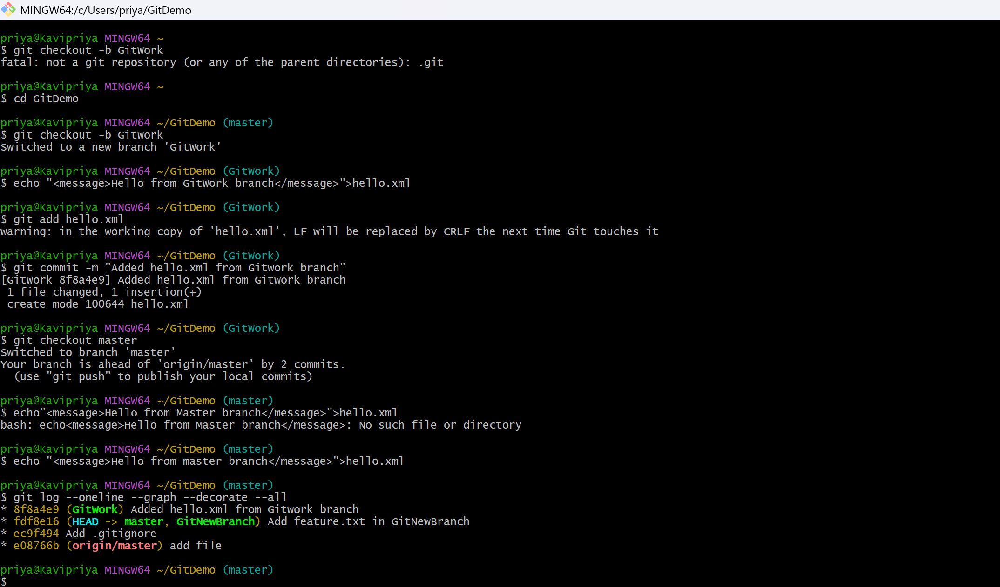 MINGW64:/c/Users/priya/GitDemo
priya@Kavipriya MINGW64 ~
$ git checkout -b GitWork
fatal: not a git repository (or any of the parent directories): .git
priya@Kavipriya MINGW64 ~
$ cd GitDemo
priya@Kavipriya MINGW64 ~/GitDemo (master)
$ git checkout -b GitWork
Switched to a new branch 'GitWork'
priya@Kavipriya MINGW64 ~/GitDemo (GitWork)
$ echo "<message>Hello from GitWork branch</message>">hello.xml
priya@Kavipriya MINGW64 ~/GitDemo (GitWork)
$ git add hello.xml
warning: in the working copy of 'hello.xml', LF will be replaced by CRLF the next time Git touches it
priya@Kavipriya MINGW64 ~/GitDemo (GitWork)
$ git commit -m "Added hello.xml from Gitwork branch"
[GitWork 8f8a4e9] Added hello.xml from Gitwork branch
 1 file changed, 1 insertion(+)
 create mode 100644 hello.xml
priya@Kavipriya MINGW64 ~/GitDemo (GitWork)
$ git checkout master
Switched to branch 'master'
Your branch is ahead of 'origin/master' by 2 commits.
  (use "git push" to publish your local commits)
priya@Kavipriya MINGW64 ~/GitDemo (master)
$ echo"<message>Hello from Master branch</message>">hello.xml
bash: echo<message>Hello from Master branch</message>: No such file or directory
priya@Kavipriya MINGW64 ~/GitDemo (master)
$ echo "<message>Hello from master branch</message>">hello.xml
priya@Kavipriya MINGW64 ~/GitDemo (master)
$ git log --oneline --graph --decorate --all
* 8f8a4e9 (GitWork) Added hello.xml from Gitwork branch
* fdf8e16 (HEAD -> master, GitNewBranch) Add feature.txt in GitNewBranch
* ec9f494 Add .gitignore
* e08766b (origin/master) add file
priya@Kavipriya MINGW64 ~/GitDemo (master)
$